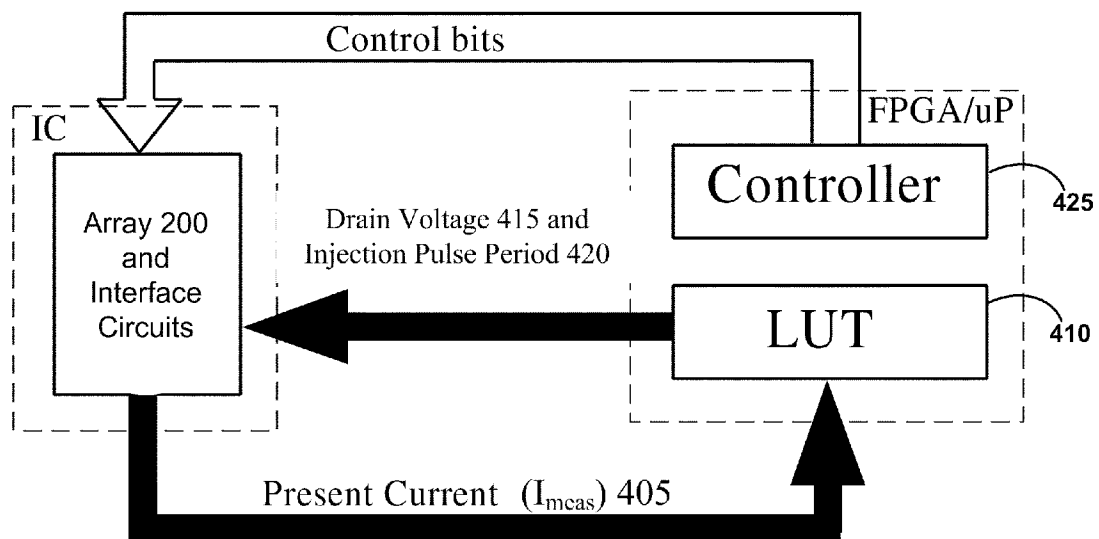 Control bits
IC
FPGA/uP
Controller
425
Array 200
and
Interface
Circuits
Drain Voltage 415 and
Injection Pulse Period 420
LUT
410
Present Current (Imeas) 405